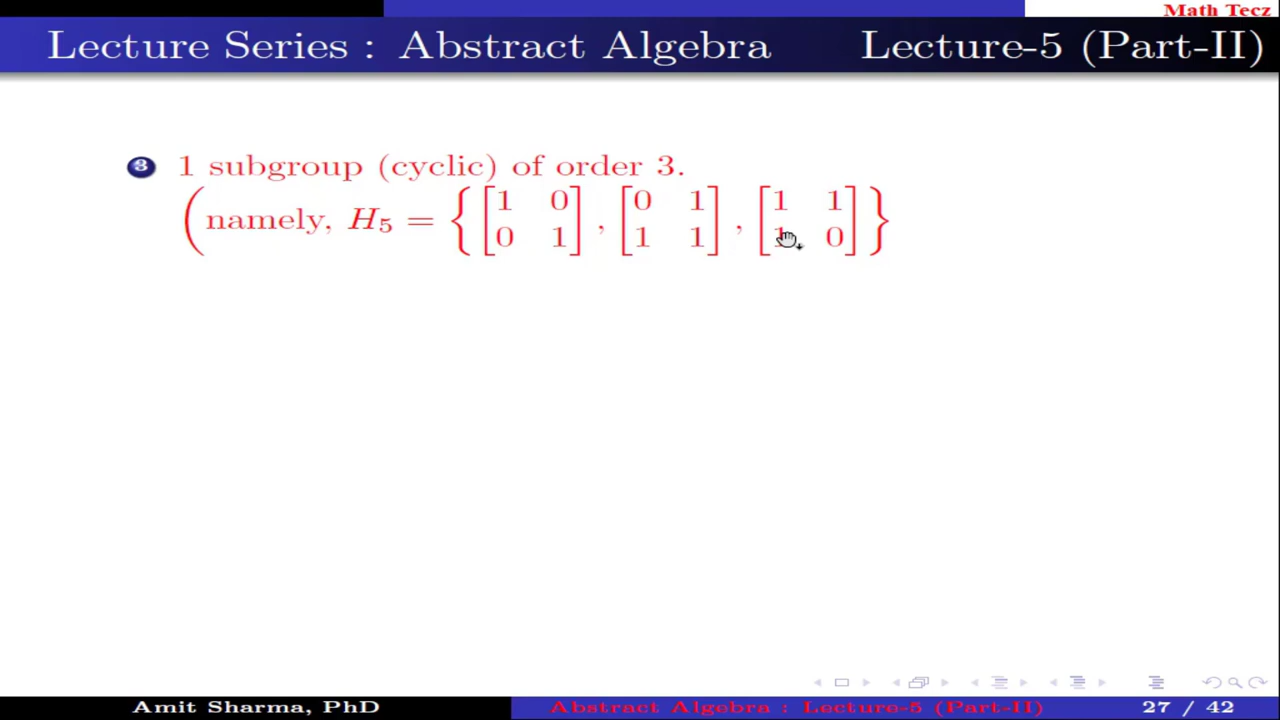 Math Tecz
Lecture Series : Abstract Algebra Lecture-5 (Part-II)
3 1 subgroup (cyclic) of order 3.
(namely, H₅ = {[1 0; 0 1], [0 1; 1 1], [1 1; 1 0]}
Amit Sharma, PhD Abstract Algebra : Lecture-5 (Part-II) 27 / 42